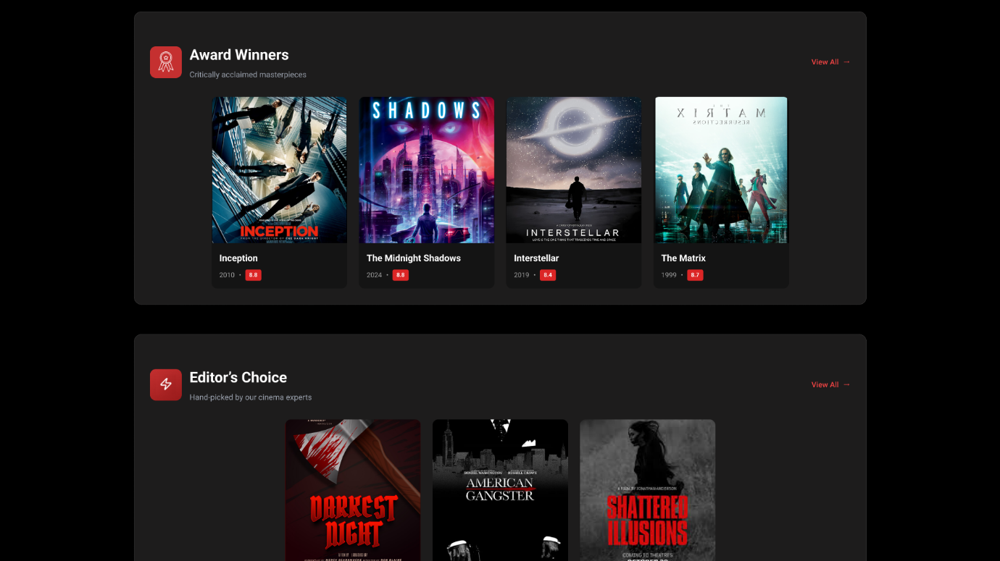 Award Winners
Critically acclaimed masterpieces
View All →
SHADOWS
THE
MATRIX
RESURRECTIONS
INCEPTION
FROM THE DIRECTOR OF THE DARK KNIGHT
INTERSTELLAR
LOVE IS THE ONE THING THAT TRANSCENDS TIME AND SPACE
Inception
2010 • 8.8
The Midnight Shadows
2024 • 8.8
Interstellar
2019 • 8.4
The Matrix
1999 • 8.7
Editor’s Choice
Hand-picked by our cinema experts
View All →
DARKEST
NIGHT
DENZEL WASHINGTON RUSSELL CROWE
AMERICAN
GANGSTER
A FILM BY JONATHAN ANDERSON
SHATTERED
ILLUSIONS
COMING TO THEATRES